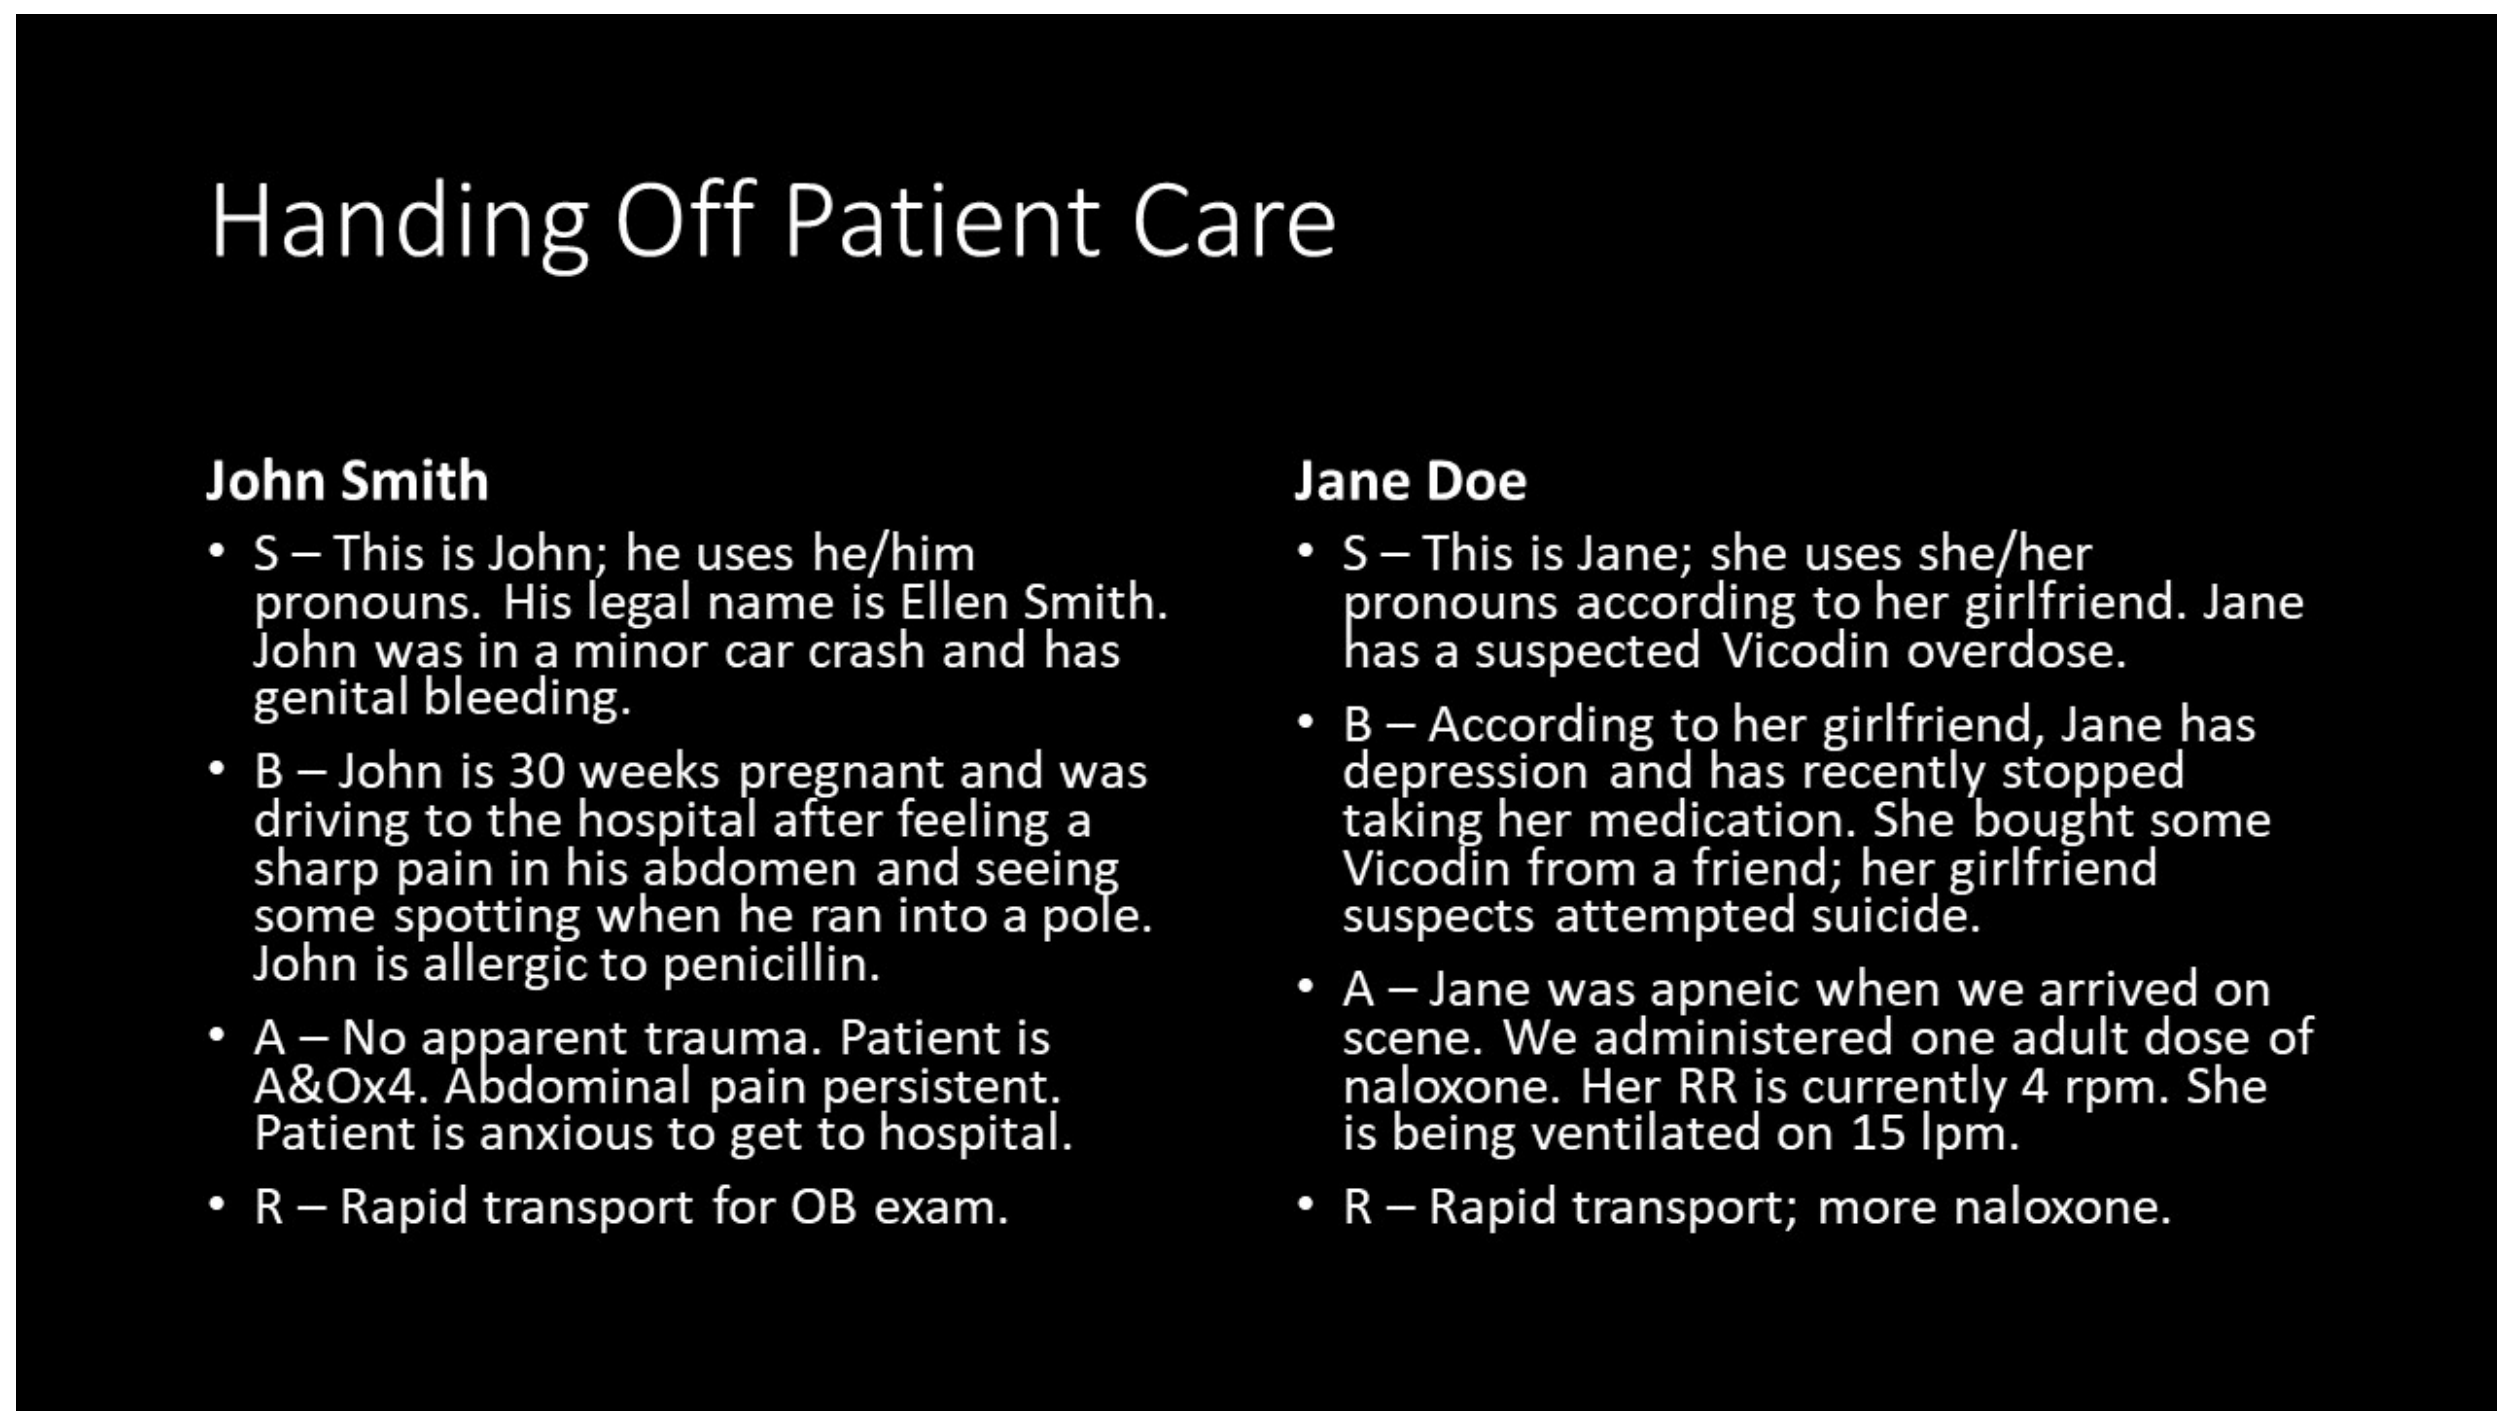 Handing Off Patient Care
John Smith
• S – This is John; he uses he/him
pronouns. His legal name is Ellen Smith.
John was in a minor car crash and has
genital bleeding.
• B – John is 30 weeks pregnant and was
driving to the hospital after feeling a
sharp pain in his abdomen and seeing
some spotting when he ran into a pole.
John is allergic to penicillin.
• A – No apparent trauma. Patient is
A&Ox4. Abdominal pain persistent.
Patient is anxious to get to hospital.
• R – Rapid transport for OB exam.
Jane Doe
• S – This is Jane; she uses she/her
pronouns according to her girlfriend. Jane
has a suspected Vicodin overdose.
• B – According to her girlfriend, Jane has
depression and has recently stopped
taking her medication. She bought some
Vicodin from a friend; her girlfriend
suspects attempted suicide.
• A – Jane was apneic when we arrived on
scene. We administered one adult dose of
naloxone. Her RR is currently 4 rpm. She
is being ventilated on 15 lpm.
• R – Rapid transport; more naloxone.